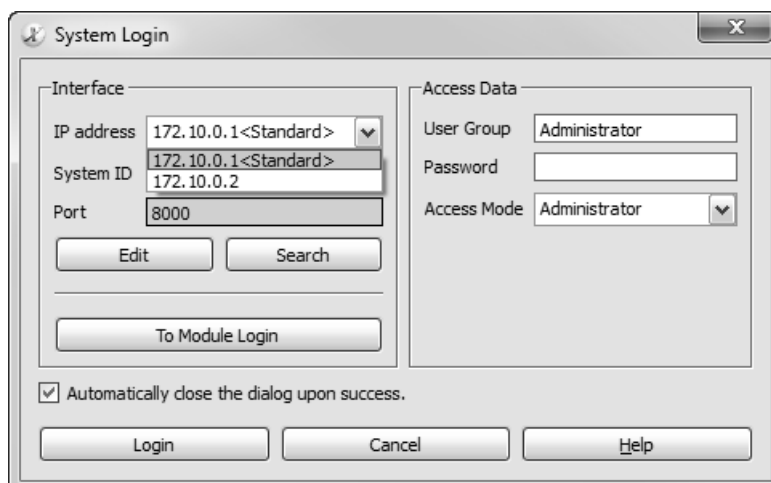 System Login
Interface
IP address 172.10.0.1<Standard>
172.10.0.1<Standard>
System ID
172.10.0.2
Port 8000
Edit Search
To Module Login
Access Data
User Group Administrator
Password
Access Mode Administrator
Automatically close the dialog upon success.
Login Cancel Help